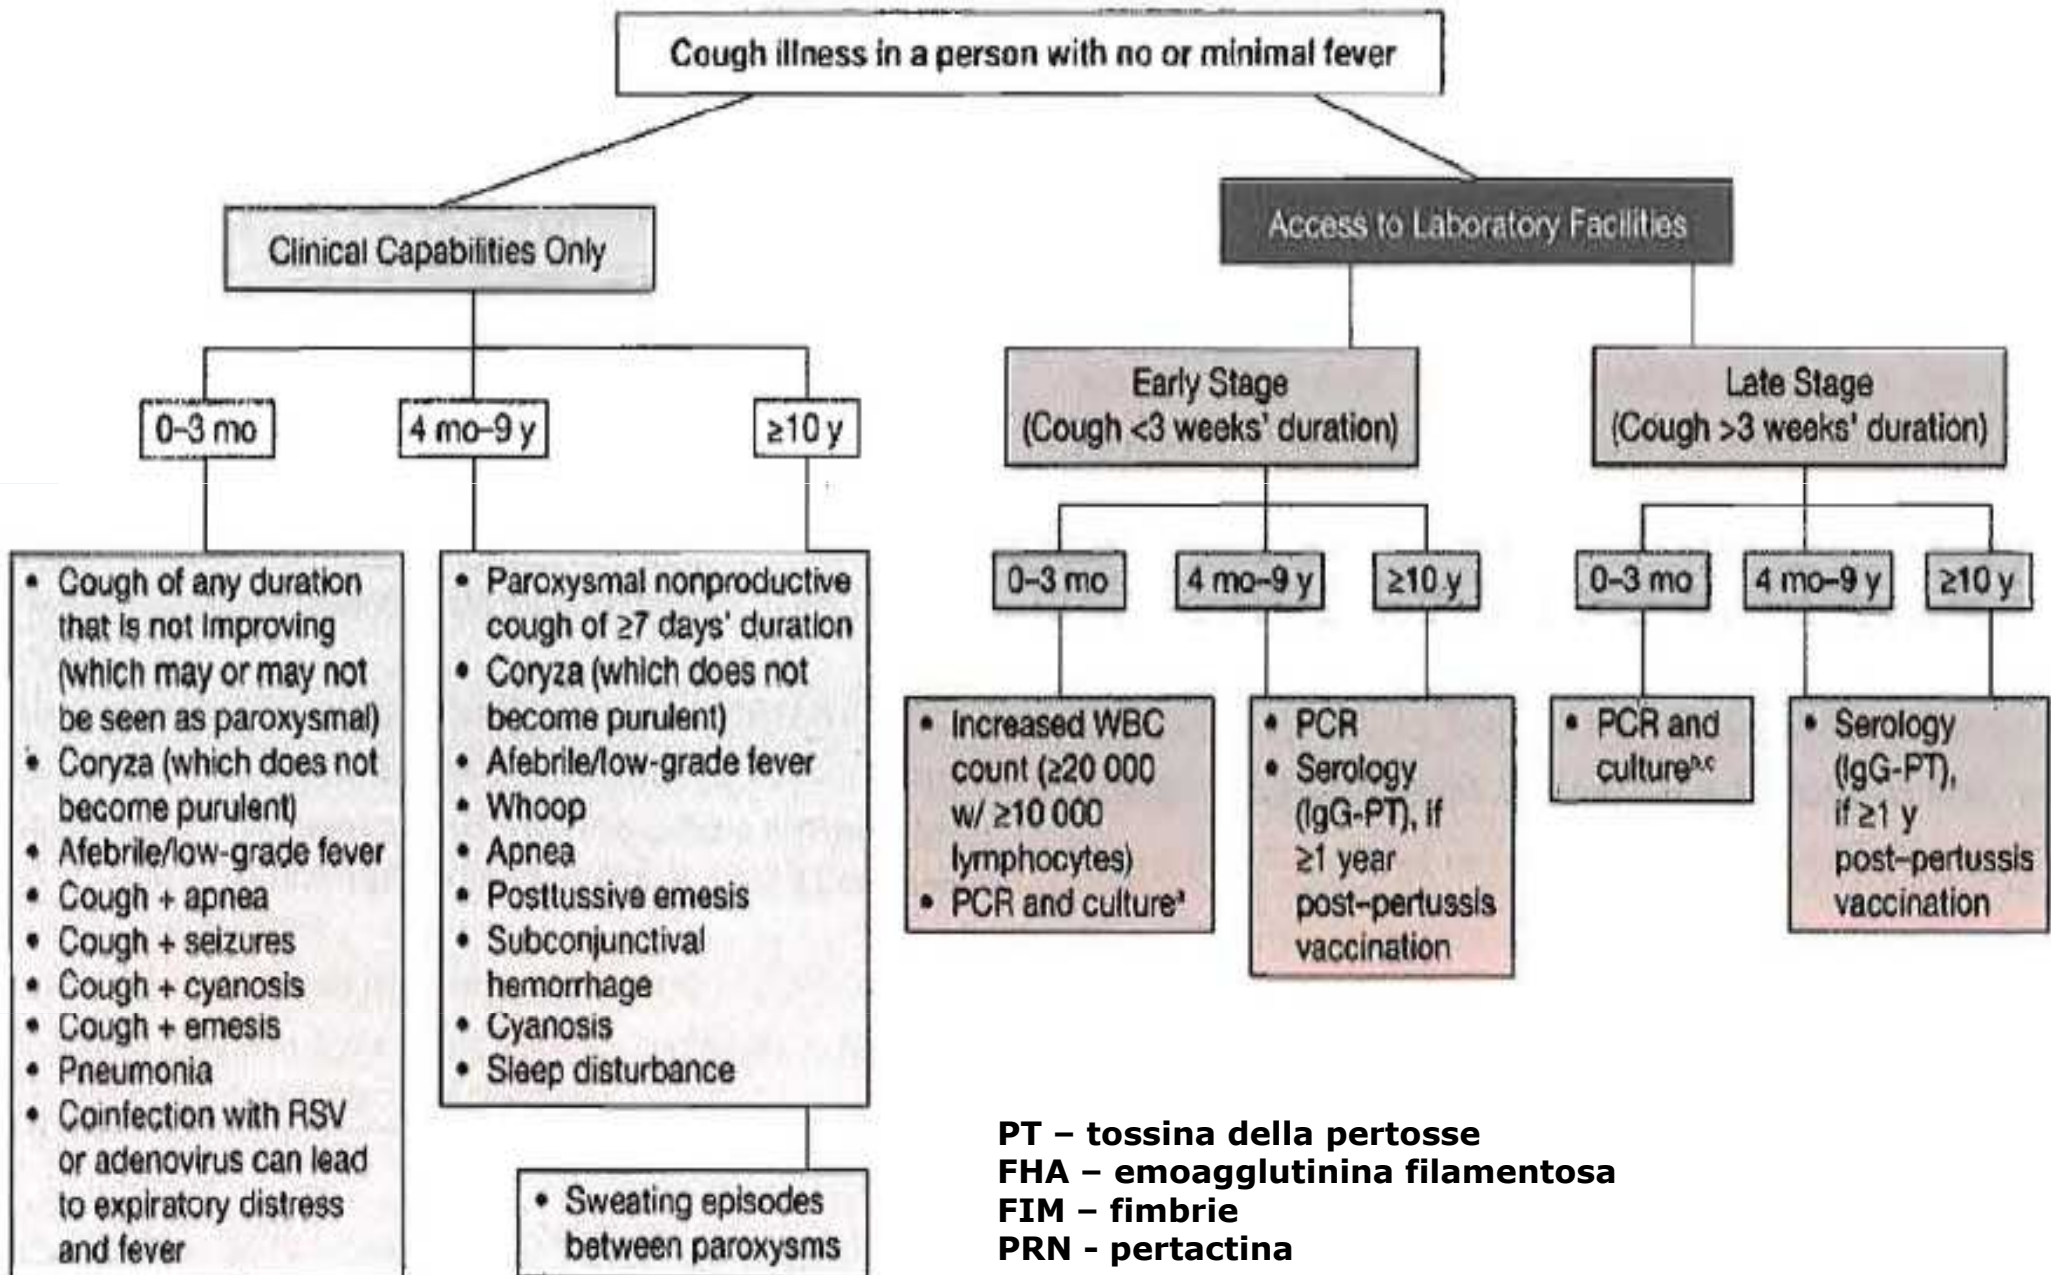 Cough illness in a person with no or minimal fever
Clinical Capabilities Only
0–3 mo
4 mo–9 y
≥10 y
• Cough of any duration
that is not improving
(which may or may not
be seen as paroxysmal)
• Coryza (which does not
become purulent)
• Afebrile/low-grade fever
• Cough + apnea
• Cough + seizures
• Cough + cyanosis
• Cough + emesis
• Pneumonia
• Coinfection with RSV
or adenovirus can lead
to expiratory distress
and fever
• Paroxysmal nonproductive
cough of ≥7 days' duration
• Coryza (which does not
become purulent)
• Afebrile/low-grade fever
• Whoop
• Apnea
• Posttussive emesis
• Subconjunctival
hemorrhage
• Cyanosis
• Sleep disturbance
• Sweating episodes
between paroxysms
Access to Laboratory Facilities
Early Stage
(Cough <3 weeks' duration)
0–3 mo
4 mo–9 y
≥10 y
• Increased WBC
count (≥20 000
w/ ≥10 000
lymphocytes)
• PCR and cultureᵃ
• PCR
• Serology
(IgG-PT), if
≥1 year
post–pertussis
vaccination
Late Stage
(Cough >3 weeks' duration)
0–3 mo
4 mo–9 y
≥10 y
• PCR and
cultureᵇ,ᶜ
• Serology
(IgG-PT),
if ≥1 y
post–pertussis
vaccination
PT – tossina della pertosse
FHA – emoagglutinina filamentosa
FIM – fimbrie
PRN - pertactina